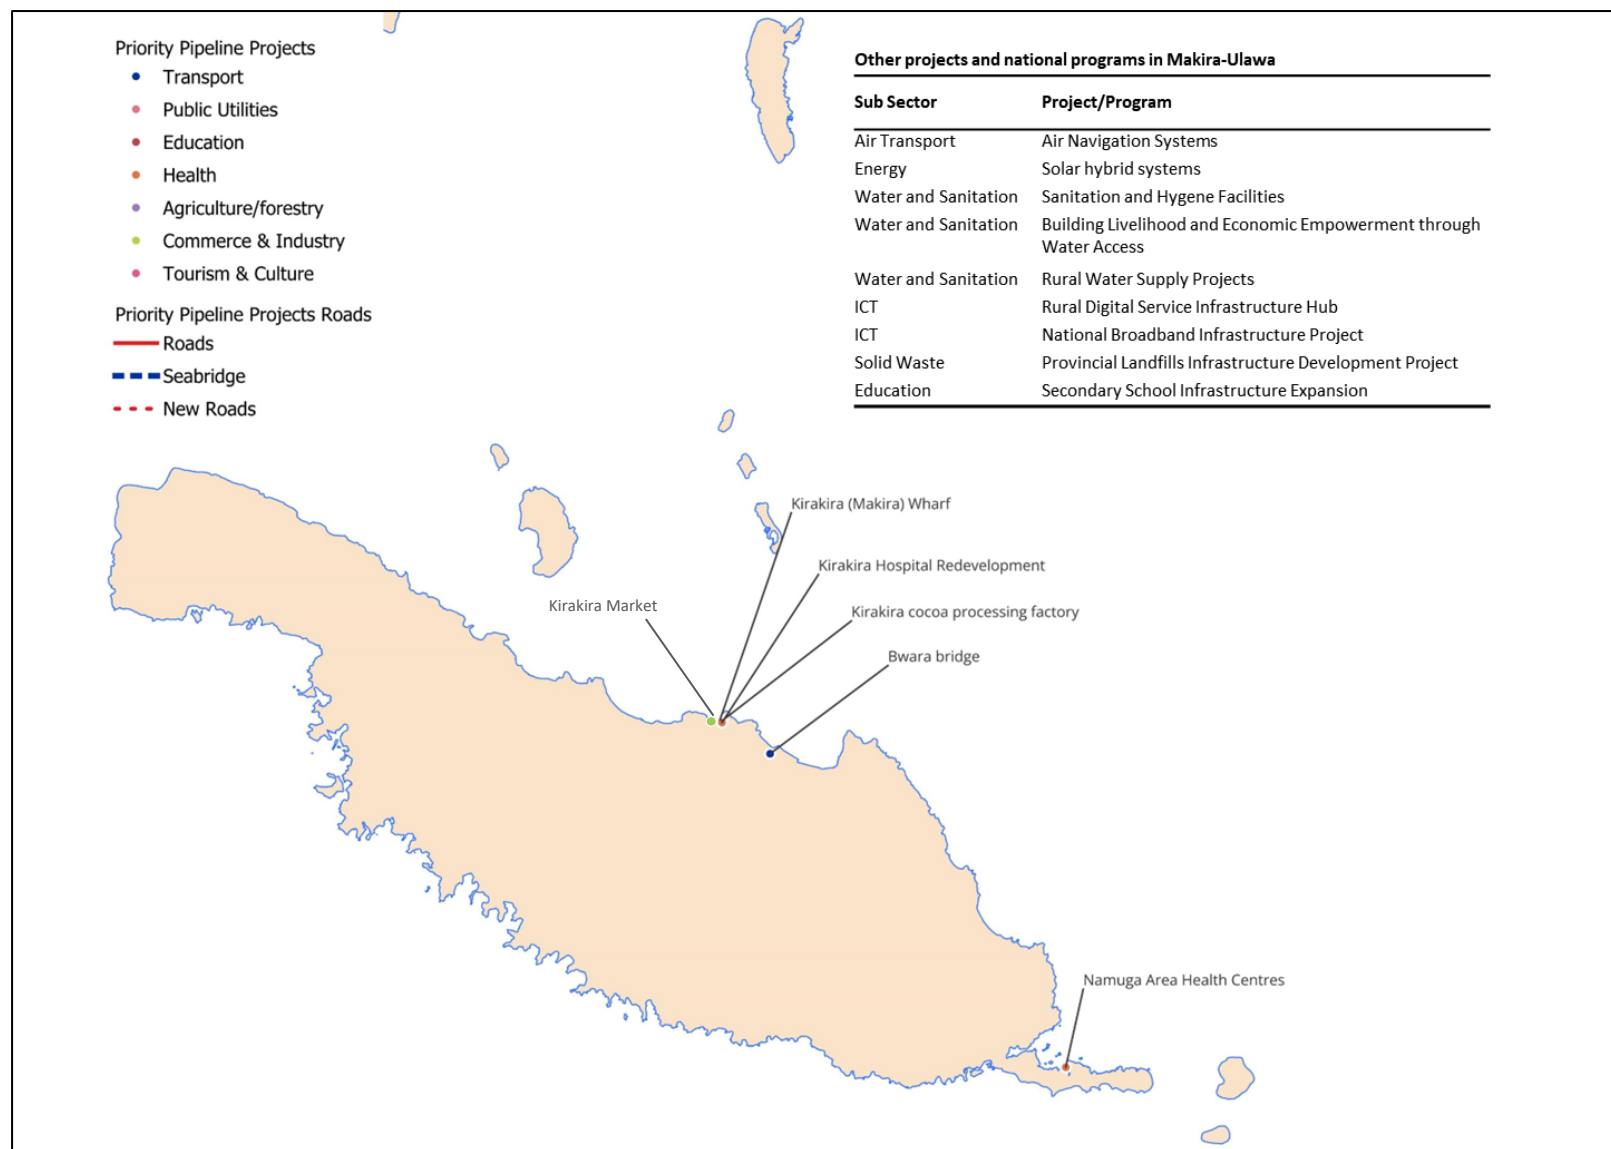 Priority Pipeline Projects
Transport
Public Utilities
Education
Health
Agriculture/forestry
Commerce & Industry
Tourism & Culture
Priority Pipeline Projects Roads
Roads
Seabridge
New Roads
Other projects and national programs in Makira-Ulawa
Sub Sector Project/Program
Air Transport Air Navigation Systems
Energy Solar hybrid systems
Water and Sanitation Sanitation and Hygene Facilities
Water and Sanitation Building Livelihood and Economic Empowerment through
Water Access
Water and Sanitation Rural Water Supply Projects
ICT Rural Digital Service Infrastructure Hub
ICT National Broadband Infrastructure Project
Solid Waste Provincial Landfills Infrastructure Development Project
Education Secondary School Infrastructure Expansion
Kirakira (Makira) Wharf
Kirakira Hospital Redevelopment
Kirakira Market
Kirakira cocoa processing factory
Bwara bridge
Namuga Area Health Centres